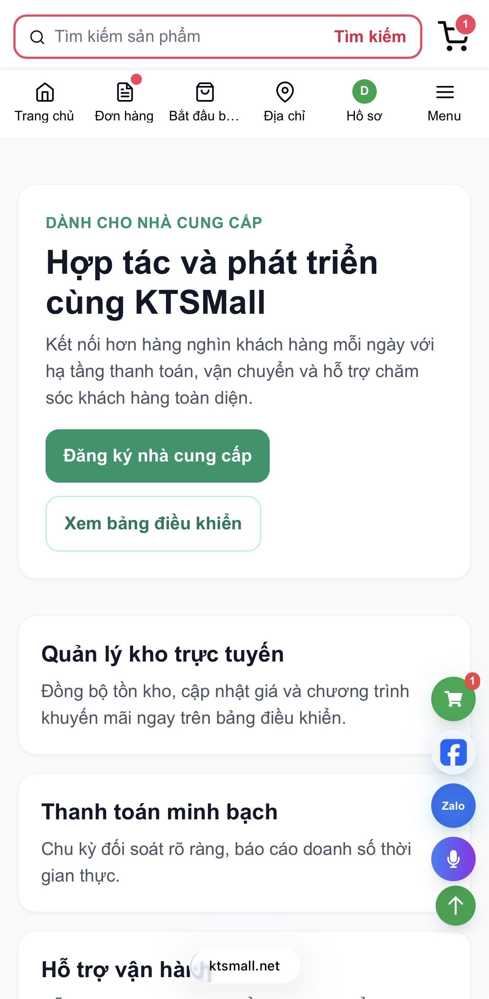 Tìm kiếm sản phẩm Tìm kiếm 1
Trang chủ Đơn hàng Bắt đầu b... D Hồ sơ Địa chỉ Menu
DÀNH CHO NHÀ CUNG CẤP
Hợp tác và phát triển
cùng KTSMall
Kết nối hơn hàng nghìn khách hàng mỗi ngày với
hạ tầng thanh toán, vận chuyển và hỗ trợ chăm
sóc khách hàng toàn diện.
Đăng ký nhà cung cấp
Xem bảng điều khiển
Quản lý kho trực tuyến
Đồng bộ tồn kho, cập nhật giá và chương trình
khuyến mãi ngay trên bảng điều khiển.
1
Thanh toán minh bạch
Zalo
Chu kỳ đối soát rõ ràng, báo cáo doanh số thời
gian thực.
Hỗ trợ vận
ktsmall.net